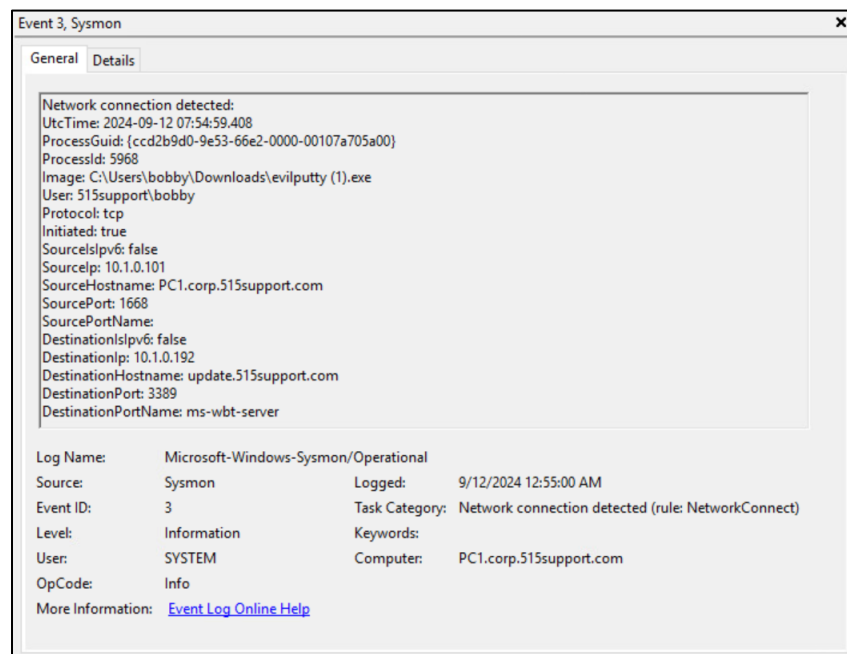 Event 3, Sysmon
General Details
Network connection detected:
UtcTime: 2024-09-12 07:54:59.408
ProcessGuid: {ccd2b9d0-9e53-66e2-0000-00107a705a00}
ProcessId: 5968
Image: C:\Users\bobby\Downloads\evilputty (1).exe
User: 515support\bobby
Protocol: tcp
Initiated: true
SourceIsIpv6: false
SourceIp: 10.1.0.101
SourceHostname: PC1.corp.515support.com
SourcePort: 1668
SourcePortName:
DestinationIsIpv6: false
DestinationIp: 10.1.0.192
DestinationHostname: update.515support.com
DestinationPort: 3389
DestinationPortName: ms-wbt-server
Log Name: Microsoft-Windows-Sysmon/Operational
Source: Sysmon Logged: 9/12/2024 12:55:00 AM
Event ID: 3 Task Category: Network connection detected (rule: NetworkConnect)
Level: Information Keywords:
User: SYSTEM Computer: PC1.corp.515support.com
OpCode: Info
More Information: Event Log Online Help